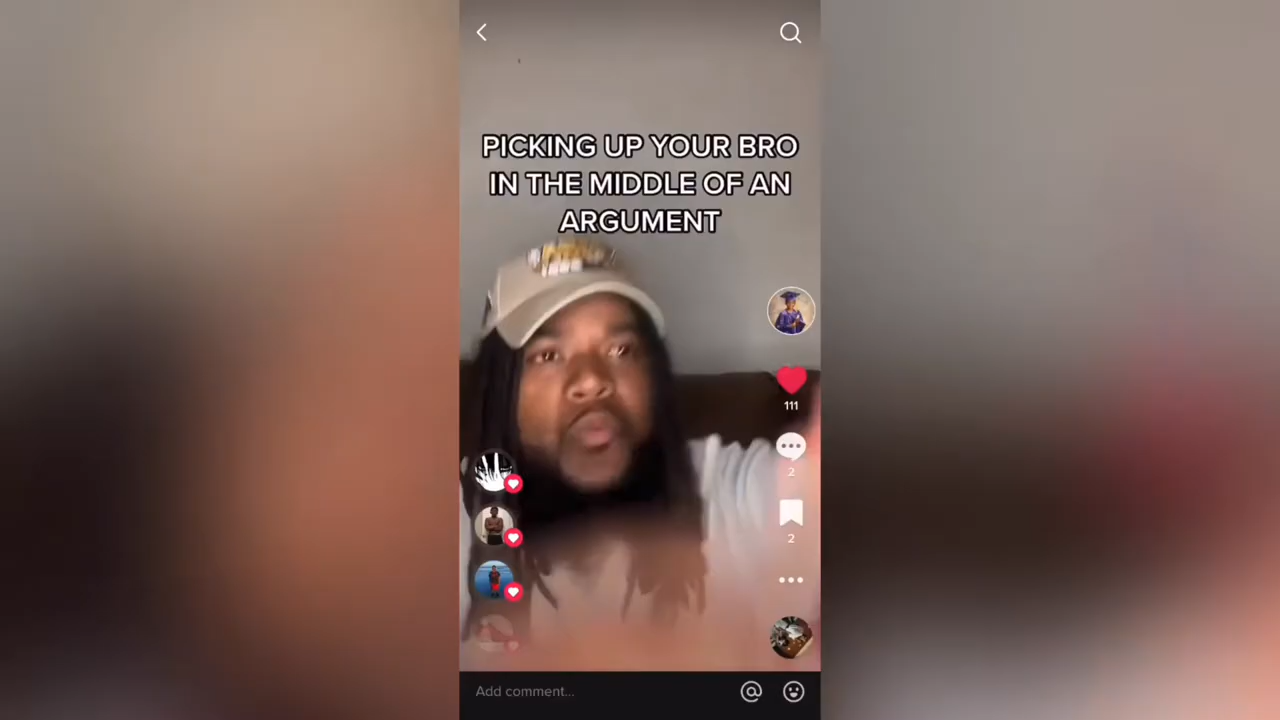 PICKING UP YOUR BRO
IN THE MIDDLE OF AN
ARGUMENT
111
2
2
Add comment...